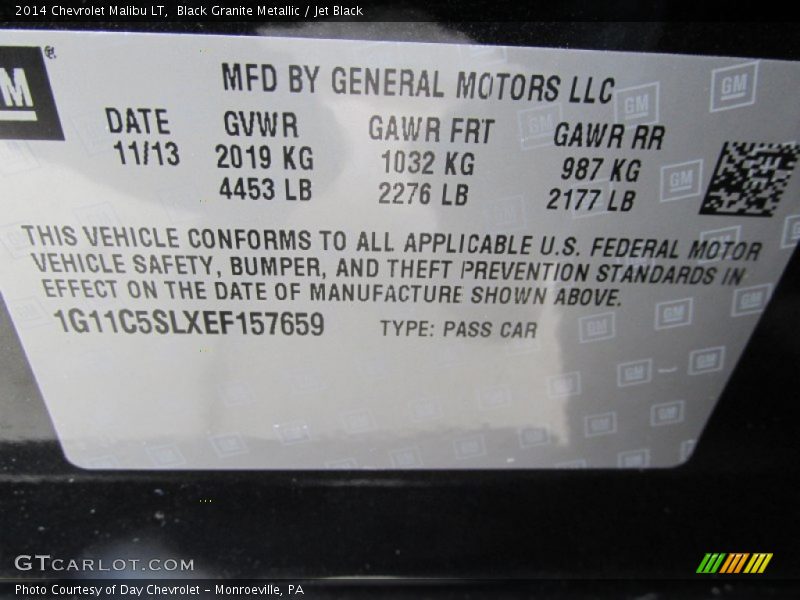 2014 Chevrolet Malibu LT, Black Granite Metallic / Jet Black
GM ®
MFD BY GENERAL MOTORS LLC
DATE GVWR GAWR FRT GAWR RR
11/13 2019 KG 1032 KG 987 KG
4453 LB 2276 LB 2177 LB
THIS VEHICLE CONFORMS TO ALL APPLICABLE U.S. FEDERAL MOTOR
VEHICLE SAFETY, BUMPER, AND THEFT PREVENTION STANDARDS IN
EFFECT ON THE DATE OF MANUFACTURE SHOWN ABOVE.
1G11C5SLXEF157659 TYPE: PASS CAR
GTCARLOT.COM
Photo Courtesy of Day Chevrolet - Monroeville, PA